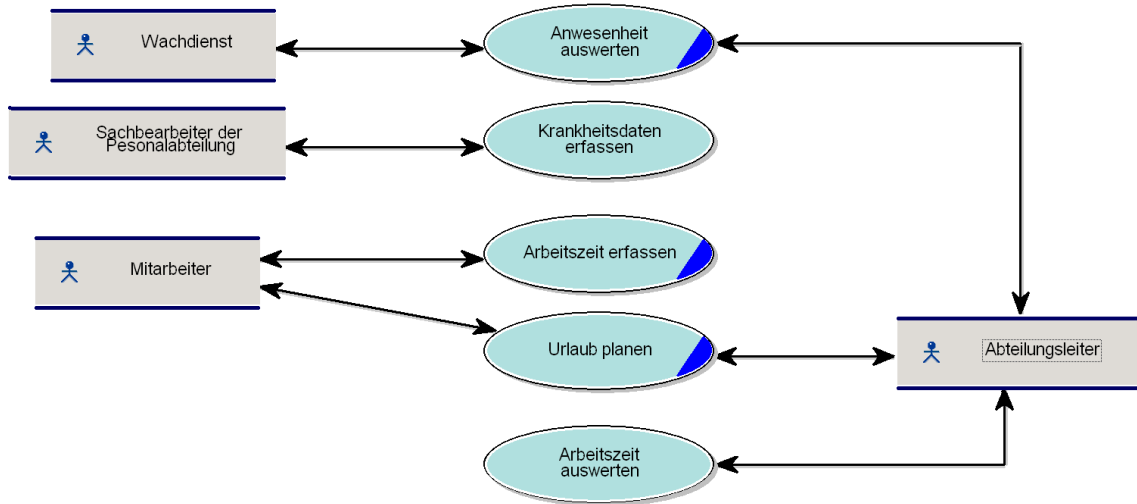 Wachdienst
Anwesenheit
auswerten
Sachbearbeiter der
Pesonalabteilung
Krankheitsdaten
erfassen
Mitarbeiter
Arbeitszeit erfassen
Urlaub planen
Abteilungsleiter
Arbeitszeit
auswerten